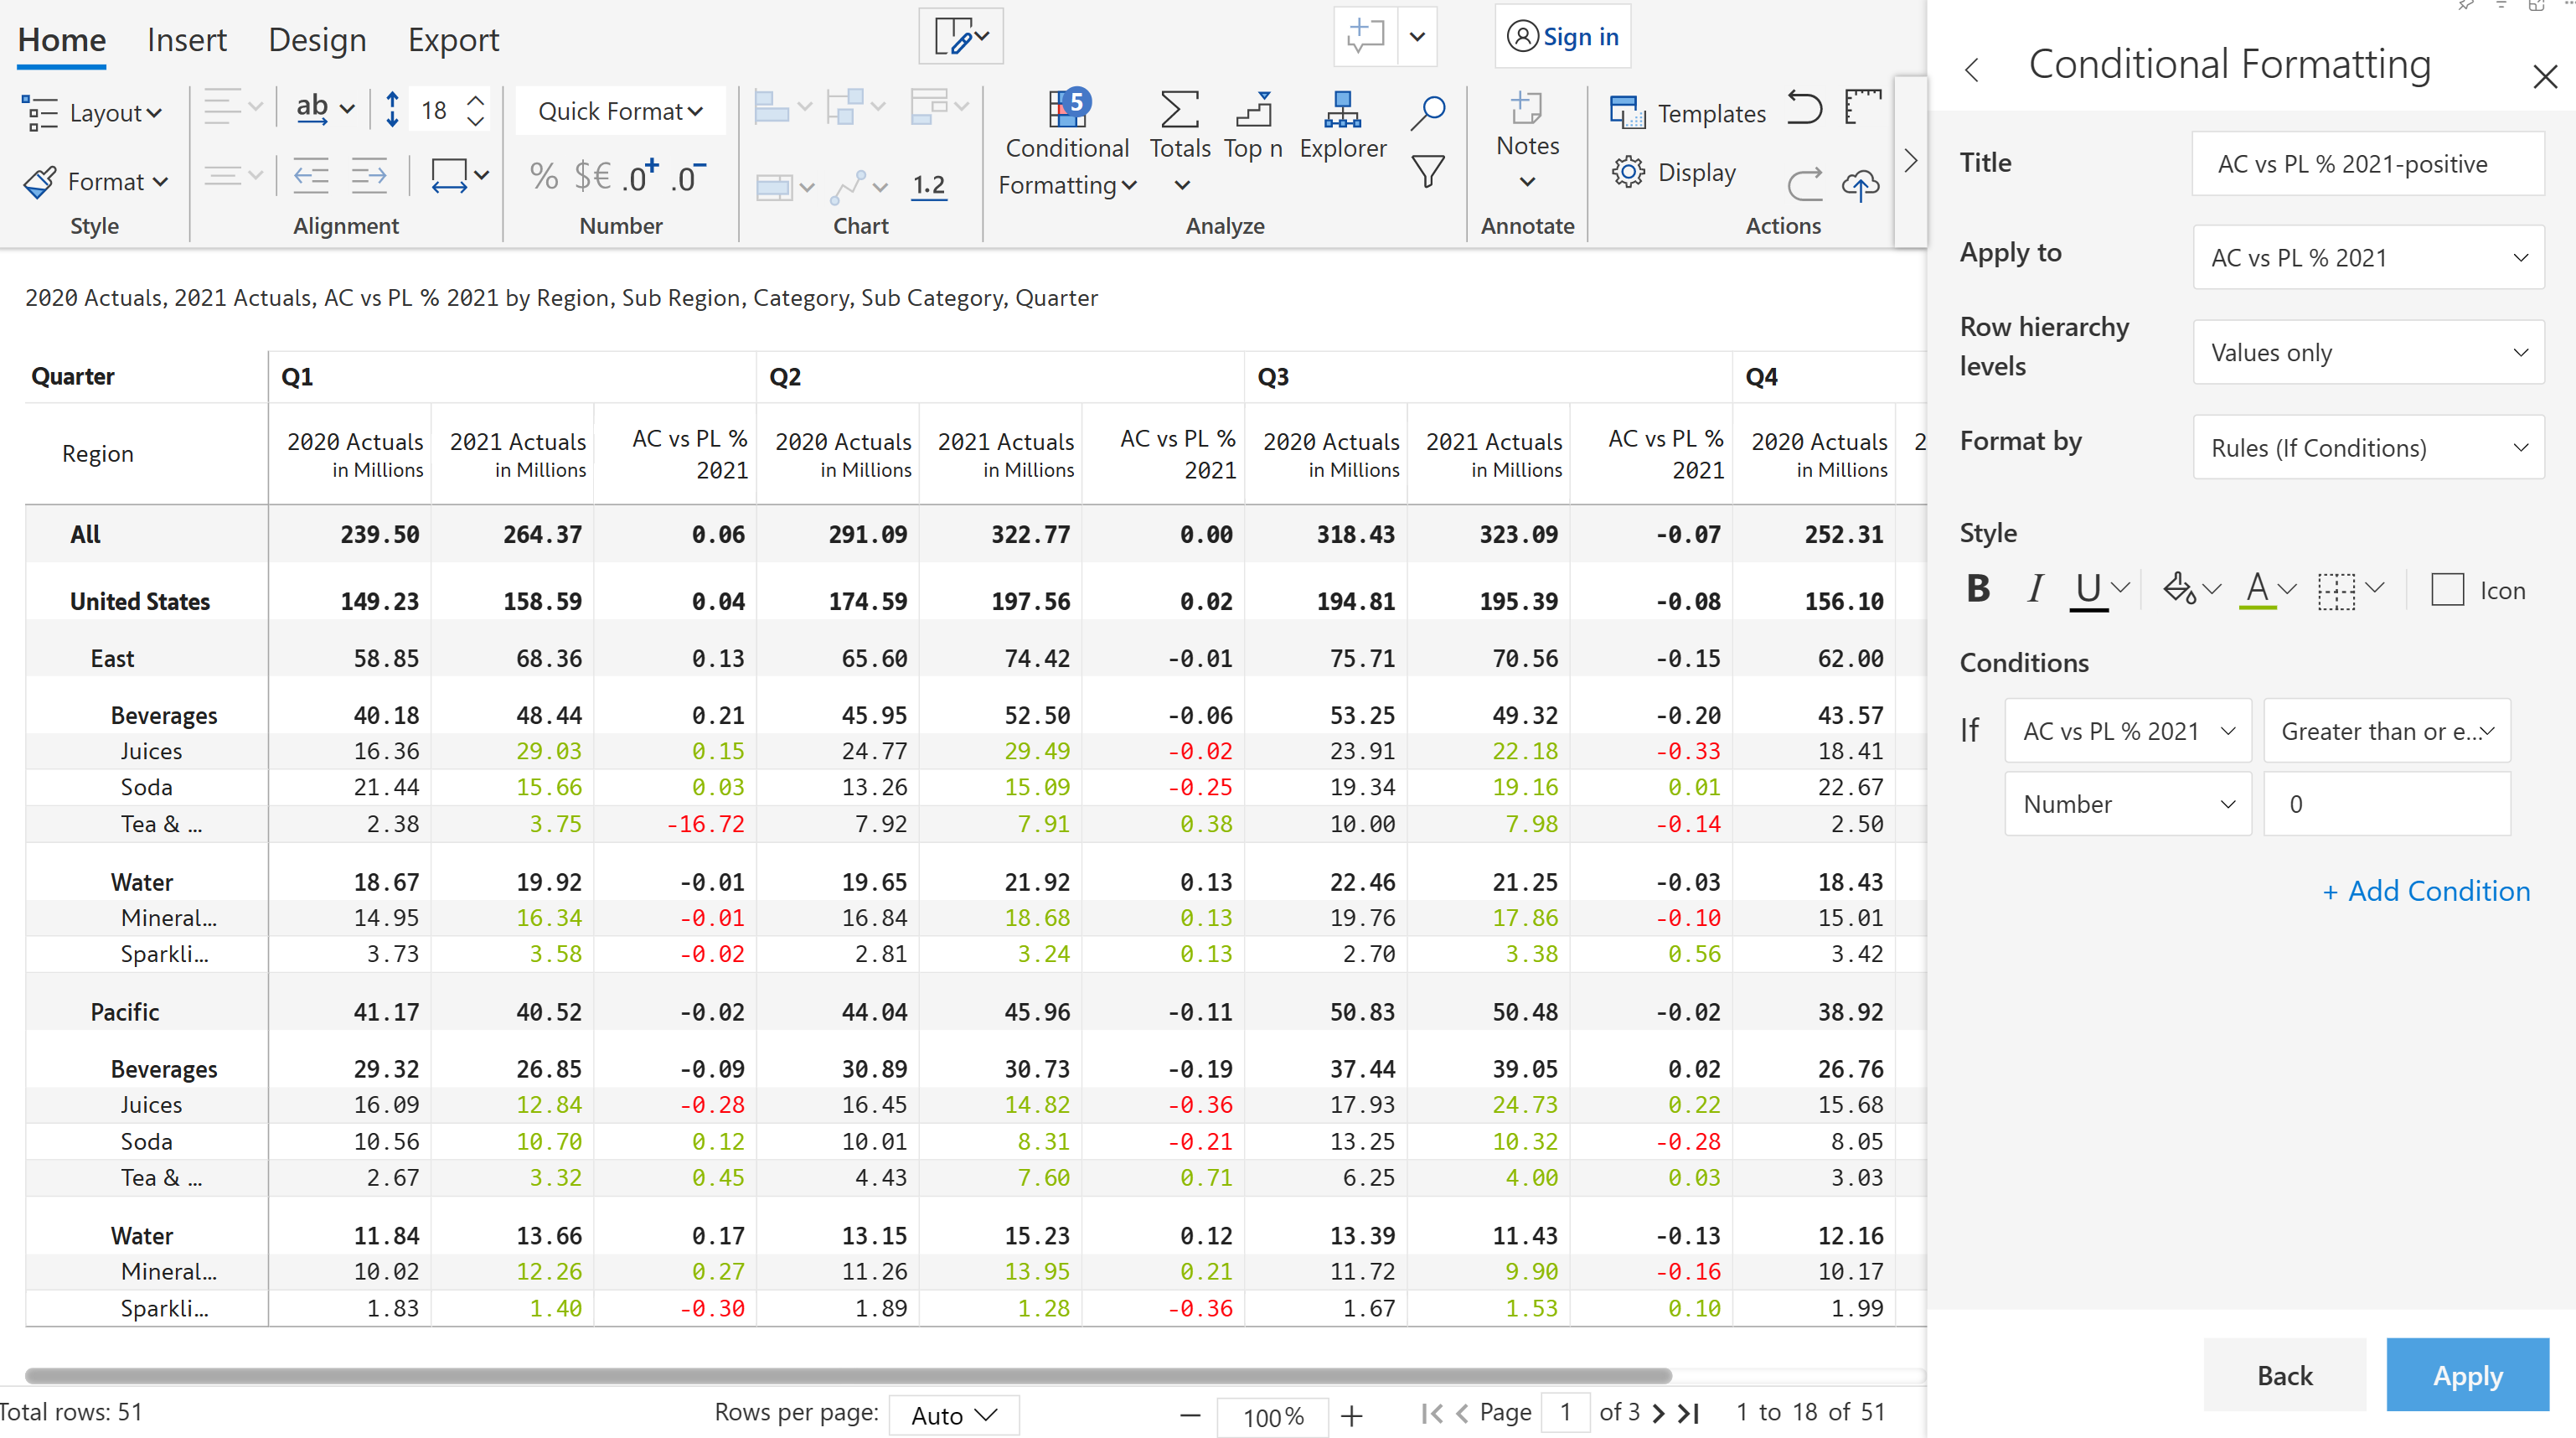 Home Insert Design Export Sign in
Layout ab 18 Quick Format 5 Templates
Conditional Formatting Totals Top n Explorer Notes
Format % $€ .0+ .0- 1.2 Display
Style Alignment Number Chart Analyze Annotate Actions
2020 Actuals, 2021 Actuals, AC vs PL % 2021 by Region, Sub Region, Category, Sub Category, Quarter
Quarter Q1 Q2 Q3 Q4
Region 2020 Actuals in Millions 2021 Actuals in Millions AC vs PL % 2021 2020 Actuals in Millions 2021 Actuals in Millions AC vs PL % 2021 2020 Actuals in Millions 2021 Actuals in Millions AC vs PL % 2021 2020 Actuals in Millions 2
All 239.50 264.37 0.06 291.09 322.77 0.00 318.43 323.09 -0.07 252.31
United States 149.23 158.59 0.04 174.59 197.56 0.02 194.81 195.39 -0.08 156.10
East 58.85 68.36 0.13 65.60 74.42 -0.01 75.71 70.56 -0.15 62.00
Beverages 40.18 48.44 0.21 45.95 52.50 -0.06 53.25 49.32 -0.20 43.57
Juices 16.36 29.03 0.15 24.77 29.49 -0.02 23.91 22.18 -0.33 18.41
Soda 21.44 15.66 0.03 13.26 15.09 -0.25 19.34 19.16 0.01 22.67
Tea & ... 2.38 3.75 -16.72 7.92 7.91 0.38 10.00 7.98 -0.14 2.50
Water 18.67 19.92 -0.01 19.65 21.92 0.13 22.46 21.25 -0.03 18.43
Mineral... 14.95 16.34 -0.01 16.84 18.68 0.13 19.76 17.86 -0.10 15.01
Sparkli... 3.73 3.58 -0.02 2.81 3.24 0.13 2.70 3.38 0.56 3.42
Pacific 41.17 40.52 -0.02 44.04 45.96 -0.11 50.83 50.48 -0.02 38.92
Beverages 29.32 26.85 -0.09 30.89 30.73 -0.19 37.44 39.05 0.02 26.76
Juices 16.09 12.84 -0.28 16.45 14.82 -0.36 17.93 24.73 0.22 15.68
Soda 10.56 10.70 0.12 10.01 8.31 -0.21 13.25 10.32 -0.28 8.05
Tea & ... 2.67 3.32 0.45 4.43 7.60 0.71 6.25 4.00 0.03 3.03
Water 11.84 13.66 0.17 13.15 15.23 0.12 13.39 11.43 -0.13 12.16
Mineral... 10.02 12.26 0.27 11.26 13.95 0.21 11.72 9.90 -0.16 10.17
Sparkli... 1.83 1.40 -0.30 1.89 1.28 -0.36 1.67 1.53 0.10 1.99
Total rows: 51 Rows per page: Auto 100% Page 1 of 3 1 to 18 of 51
Conditional Formatting
Title AC vs PL % 2021-positive
Apply to AC vs PL % 2021
Row hierarchy levels Values only
Format by Rules (If Conditions)
Style
B I U A Icon
Conditions
If AC vs PL % 2021 Greater than or e...
Number 0
+ Add Condition
Back Apply